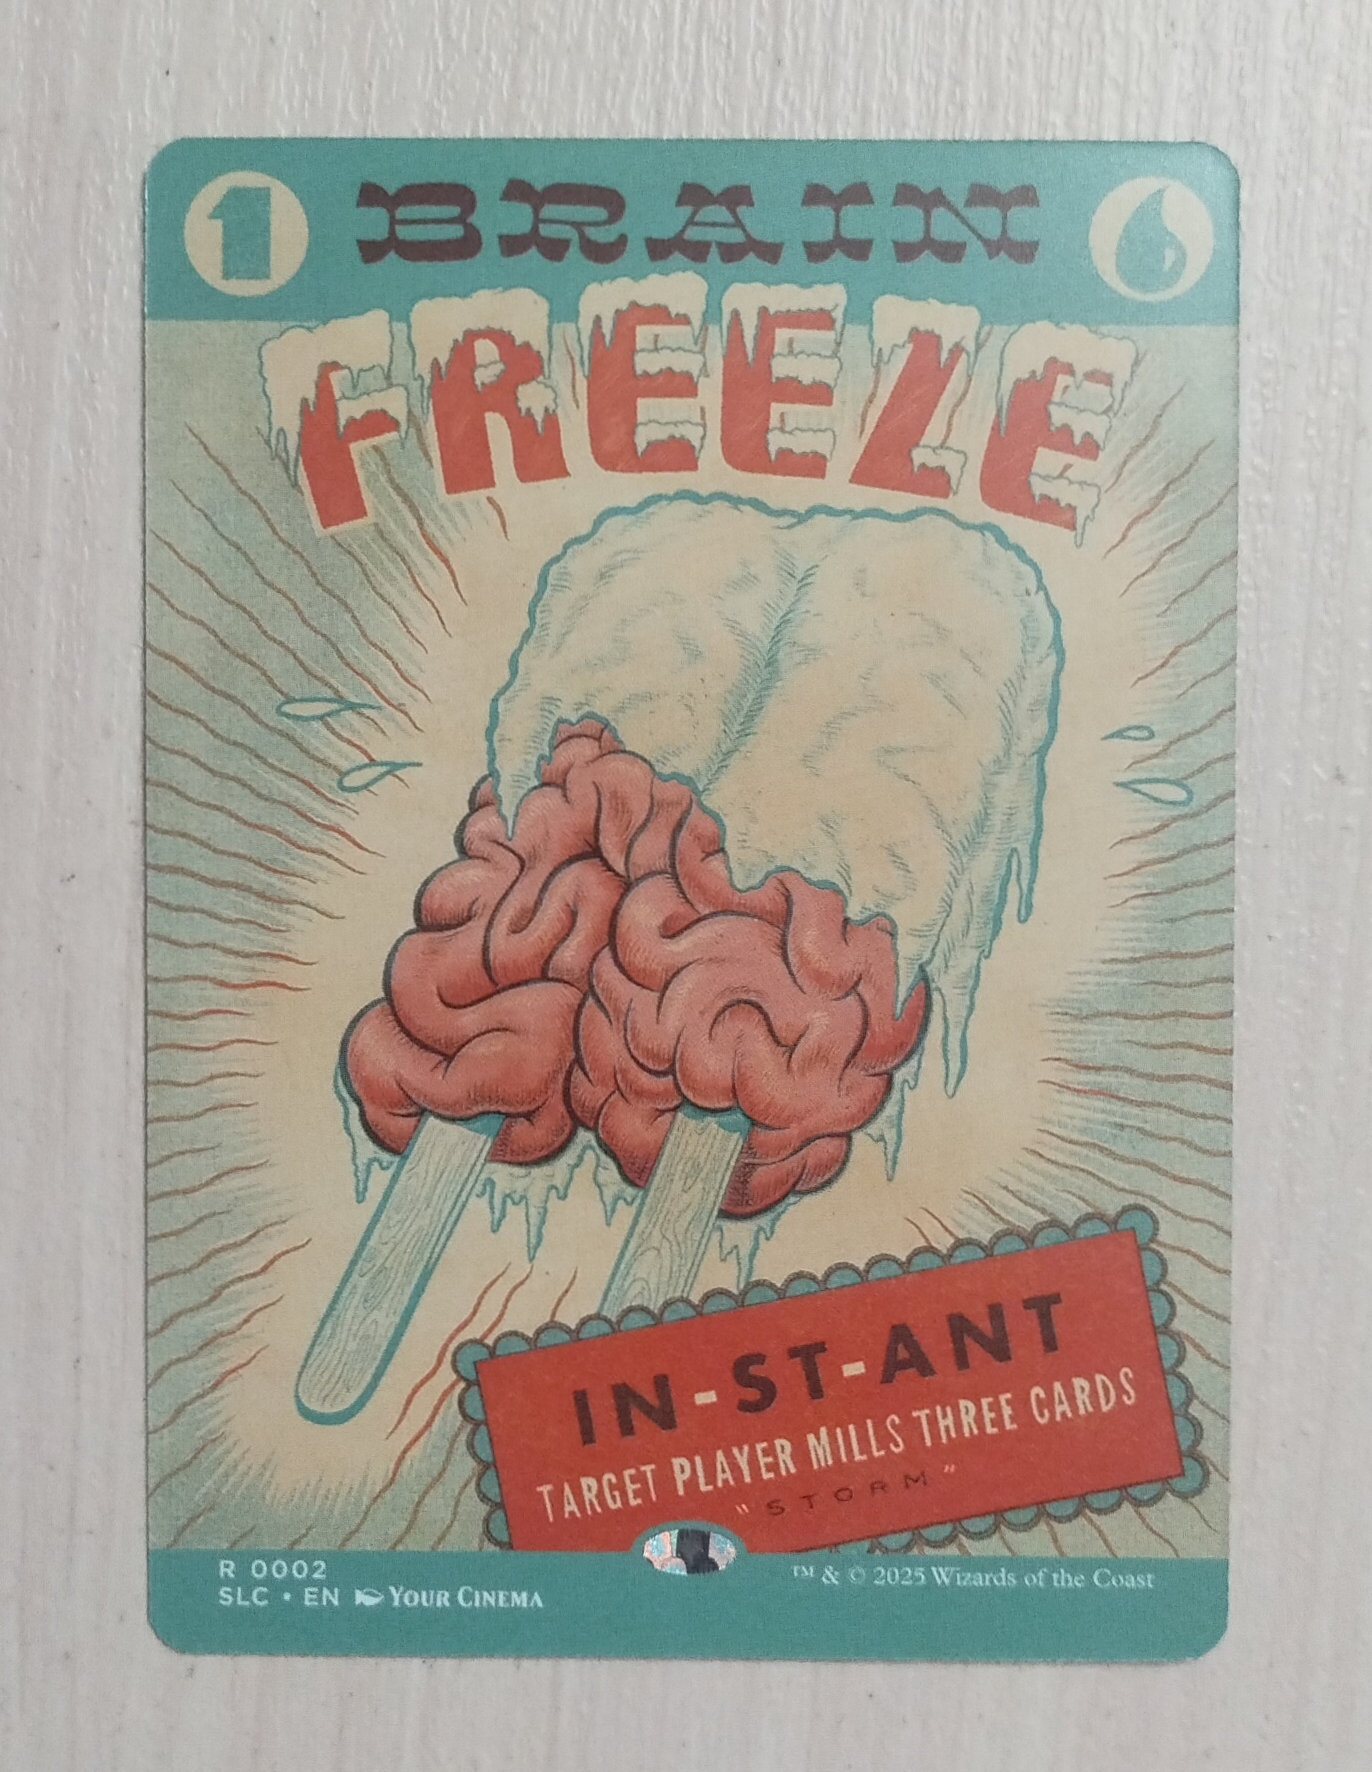 1
BRAIN
FREEZE
IN-ST-ANT
TARGET PLAYER MILLS THREE CARDS
"STORM"
R 0002
SLC • EN YOUR CINEMA
™ & © 2025 Wizards of the Coast